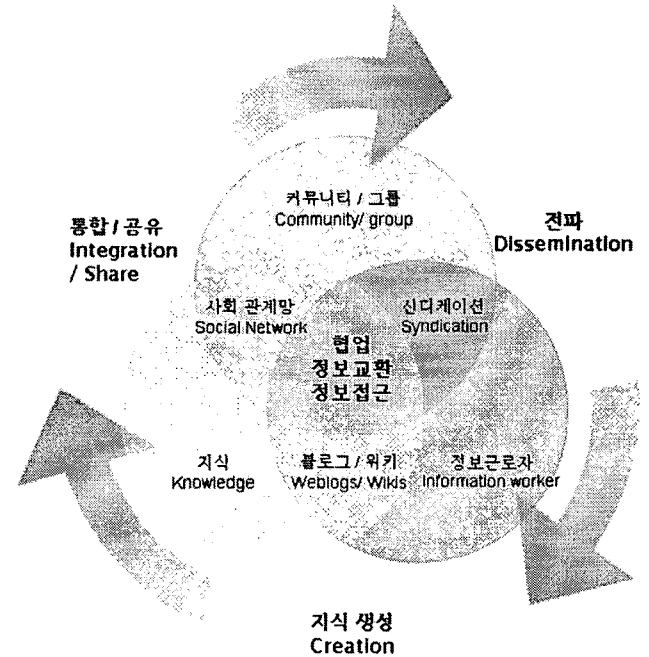 커뮤니티 / 그룹
Community/ group
통합 / 공유
Integration
/ Share
전파
Dissemination
사회 관계망
Social Network
신디케이션
Syndication
협업
정보교환
정보접근
지식
Knowledge
블로그 / 위키
Weblogs/ Wikis
정보근로자
Information worker
지식 생성
Creation